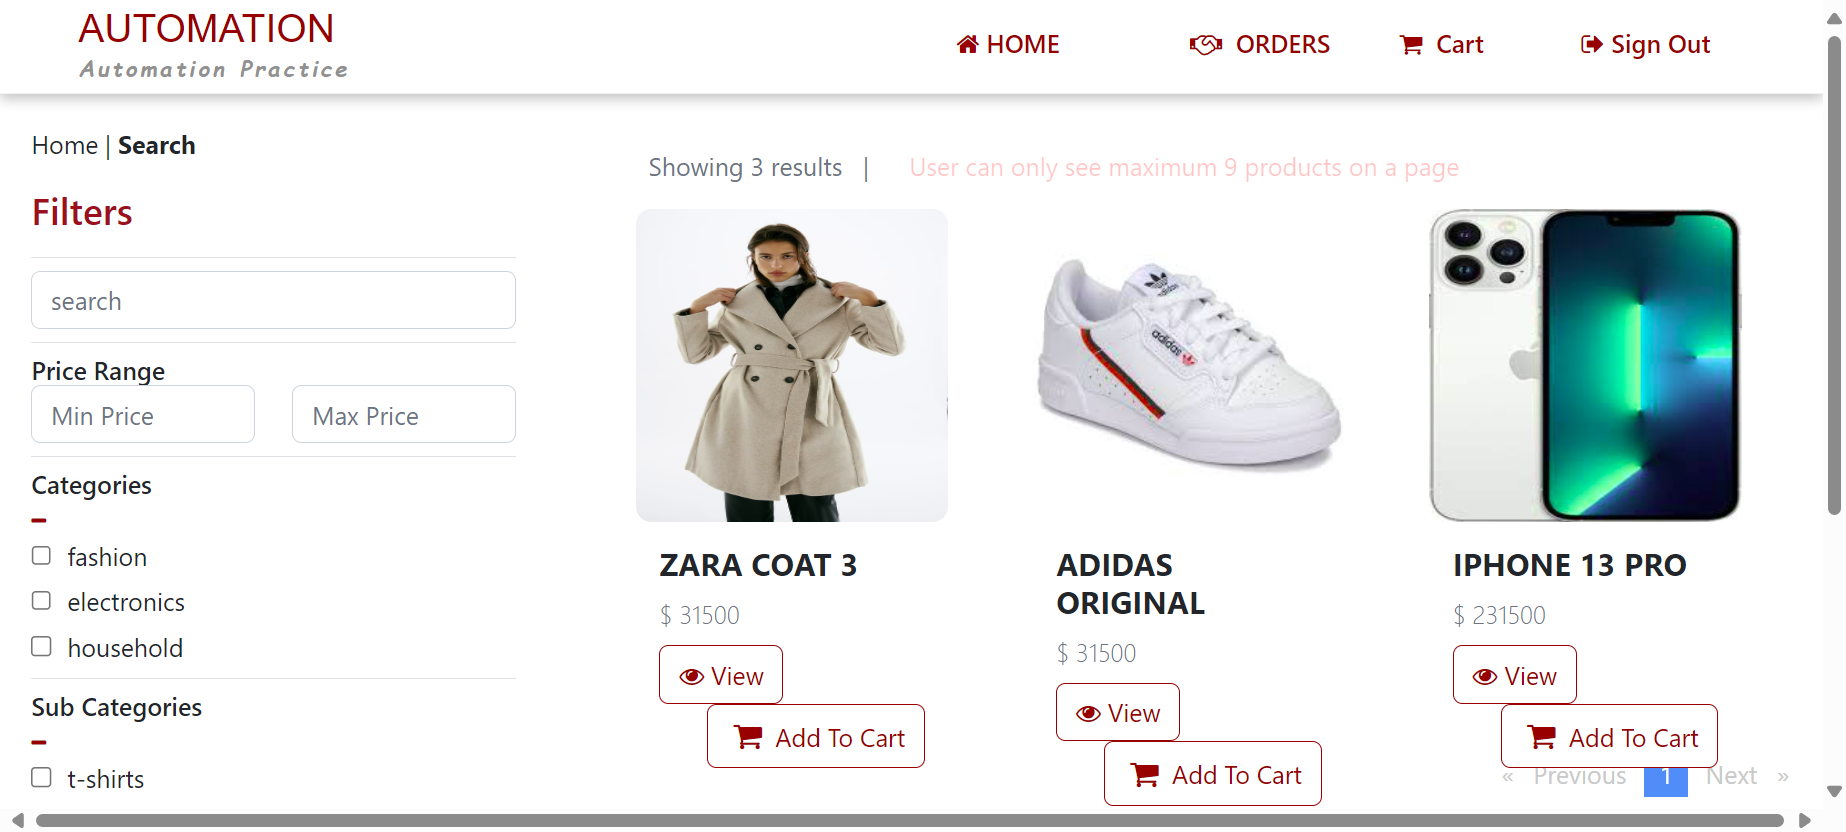 AUTOMATION
Automation Practice
HOME
ORDERS
Cart
Sign Out
Home | Search
Showing 3 results |
User can only see maximum 9 products on a page
Filters
search
Price Range
Min Price
Max Price
Categories
fashion
electronics
household
Sub Categories
t-shirts
adidas
adidas
ZARA COAT 3
$ 31500
View
Add To Cart
ADIDAS
ORIGINAL
$ 31500
View
Add To Cart
IPHONE 13 PRO
$ 231500
View
Add To Cart
« Previous 1 Next »